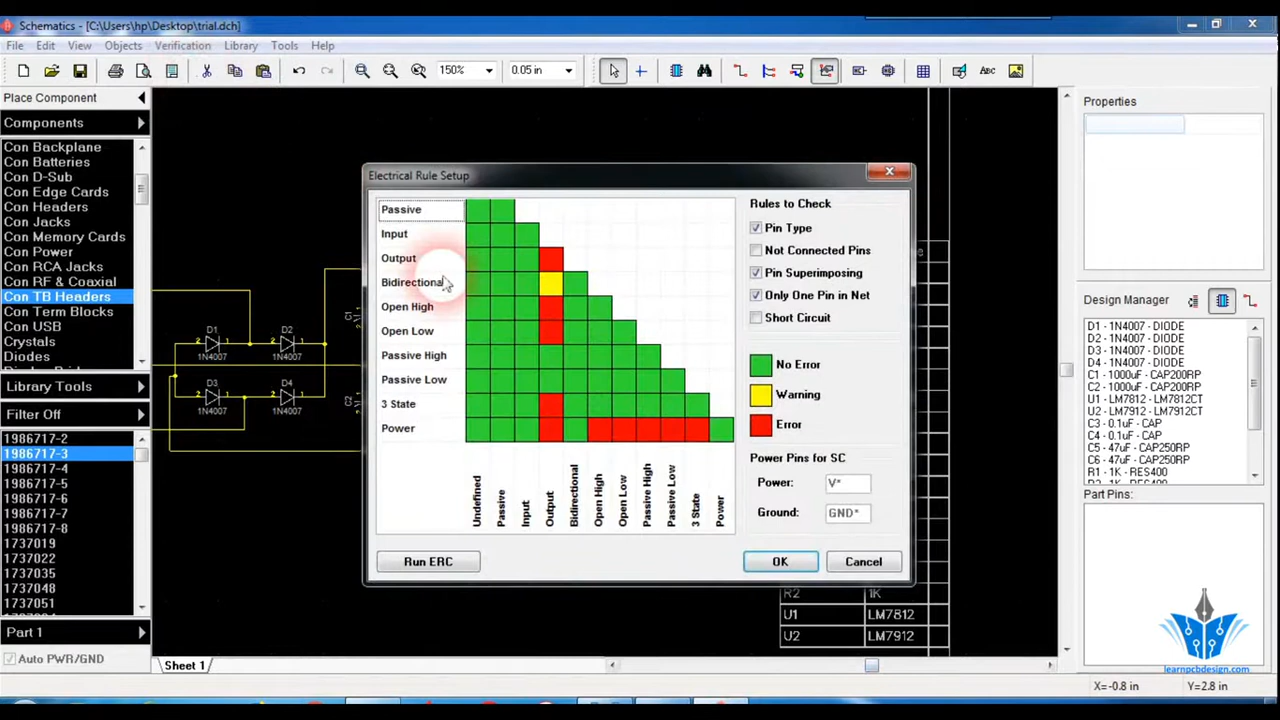 Schematics - [C:\Users\hp\Desktop\trial.dch]
File Edit View Objects Verification Library Tools Help
150% 0.05 in
Place Component
Components
Con Backplane
Con Batteries
Con D-Sub
Con Edge Cards
Con Headers
Con Jacks
Con Memory Cards
Con Power
Con RCA Jacks
Con RF & Coaxial
Con TB Headers
Con Term Blocks
Con USB
Crystals
Diodes
Library Tools
Filter Off
1986717-2
1986717-3
1986717-4
1986717-5
1986717-6
1986717-7
1986717-8
1737019
1737022
1737035
1737048
1737051
Part 1
Auto PWR/GND
D1
2 1
1N4007
D2
2 1
1N4007
D3
2 1
1N4007
D4
2 1
1N4007
C1
C2
Electrical Rule Setup
Passive
Input
Output
Bidirectional
Open High
Open Low
Passive High
Passive Low
3 State
Power
Undefined
Passive
Input
Output
Bidirectional
Open High
Open Low
Passive High
Passive Low
3 State
Power
Rules to Check
Pin Type
Not Connected Pins
Pin Superimposing
Only One Pin in Net
Short Circuit
No Error
Warning
Error
Power Pins for SC
Power: V*
Ground: GND*
Run ERC OK Cancel
R2 1K
U1 LM7812
U2 LM7912
Sheet 1
Properties
Design Manager
D1 - 1N4007 - DIODE
D2 - 1N4007 - DIODE
D3 - 1N4007 - DIODE
D4 - 1N4007 - DIODE
C1 - 1000uF - CAP200RP
C2 - 1000uF - CAP200RP
U1 - LM7812 - LM7812CT
U2 - LM7912 - LM7912CT
C3 - 0.1uF - CAP
C4 - 0.1uF - CAP
C5 - 47uF - CAP250RP
C6 - 47uF - CAP250RP
R1 - 1K - RES400
Part Pins:
learnpcbdesign.com
X=-0.8 in Y=2.8 in